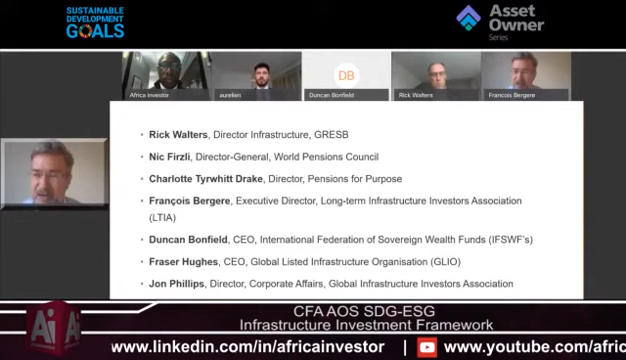 SUSTAINABLE
DEVELOPMENT
GOALS
Asset
Owner
Series
DB
Africa investor
aurelien
Duncan Bonfield
Rick Walters
Francois Bergere
• Rick Walters, Director Infrastructure, GRESB
• Nic Firzli, Director-General, World Pensions Council
• Charlotte Tyrwhitt Drake, Director, Pensions for Purpose
• François Bergere, Executive Director, Long-term Infrastructure Investors Association
(LTIA)
• Duncan Bonfield, CEO, International Federation of Sovereign Wealth Funds (IFSWF's)
• Fraser Hughes, CEO, Global Listed Infrastructure Organisation (GLIO)
• Jon Phillips, Director, Corporate Affairs, Global Infrastructure Investors Association
Ai
Ai
CFA AOS SDG-ESG
Infrastructure Investment Framework
www.linkedin.com/in/africainvestor | www.youtube.com/afric